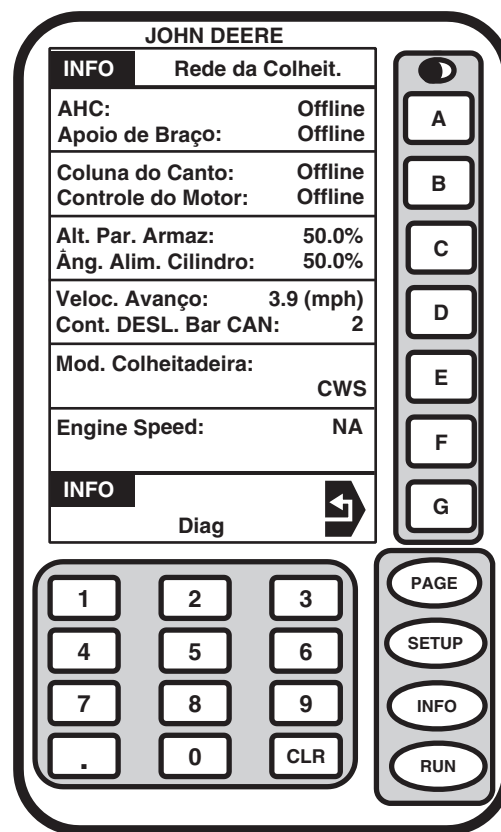 JOHN DEERE
INFO Rede da Colheit.
AHC: Offline
Apoio de Braço: Offline
Coluna do Canto: Offline
Controle do Motor: Offline
Alt. Par. Armaz: 50.0%
Âng. Alim. Cilindro: 50.0%
Veloc. Avanço: 3.9 (mph)
Cont. DESL. Bar CAN: 2
Mod. Colheitadeira:
CWS
Engine Speed: NA
INFO
Diag
A
B
C
D
E
F
G
1 2 3
4 5 6
7 8 9
. 0 CLR
PAGE
SETUP
INFO
RUN